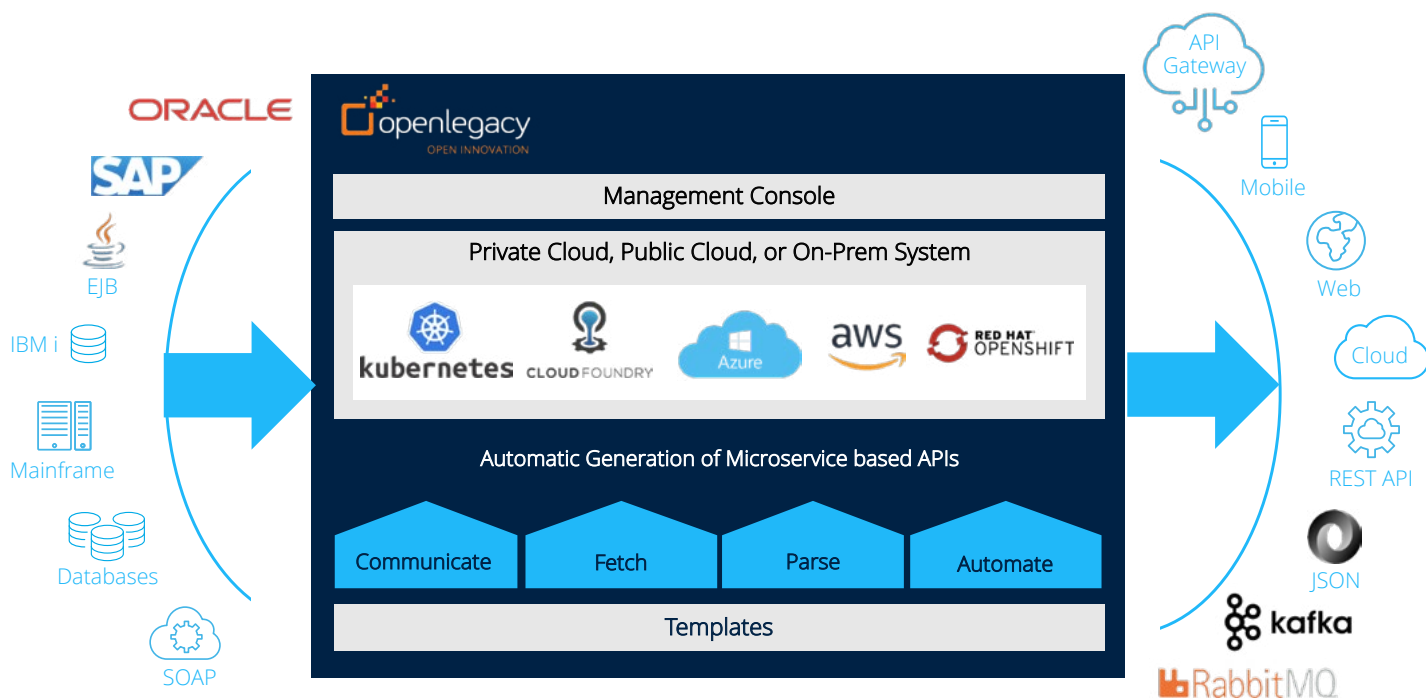 ORACLE
SAP
EJB
IBM i
Mainframe
Databases
SOAP
openlegacy
OPEN INNOVATION
Management Console
Private Cloud, Public Cloud, or On-Prem System
kubernetes
CLOUD FOUNDRY
Azure
aws
RED HAT
OPENSHIFT
Automatic Generation of Microservice based APIs
Communicate
Fetch
Parse
Automate
Templates
API
Gateway
Mobile
Web
Cloud
REST API
JSON
kafka
RabbitMQ